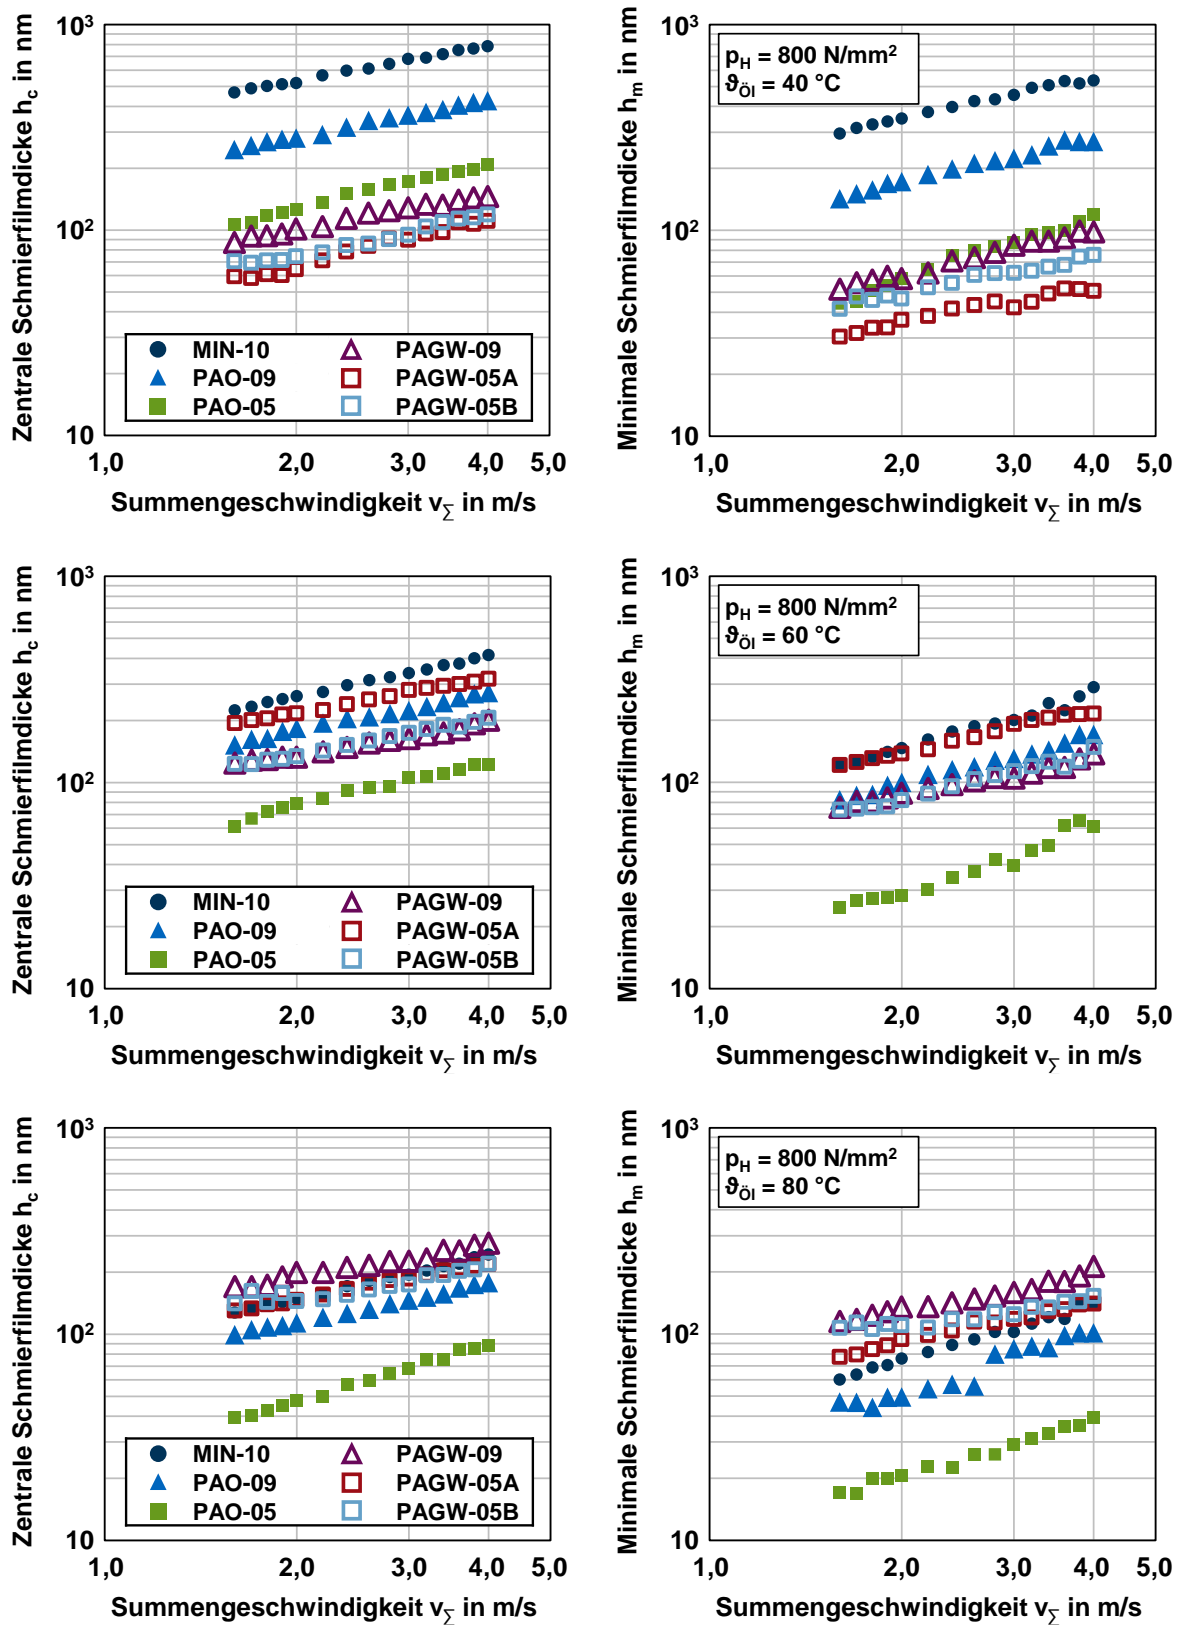 Zentrale Schmierfilmdicke h_c in nm
10³
10²
10
MIN-10
PAO-09
PAO-05
PAGW-09
PAGW-05A
PAGW-05B
1,0 2,0 3,0 4,0 5,0
Summengeschwindigkeit v_Σ in m/s
Minimale Schmierfilmdicke h_m in nm
10³
10²
10
p_H = 800 N/mm²
ϑ_Öl = 40 °C
1,0 2,0 3,0 4,0 5,0
Summengeschwindigkeit v_Σ in m/s
Zentrale Schmierfilmdicke h_c in nm
10³
10²
10
MIN-10
PAO-09
PAO-05
PAGW-09
PAGW-05A
PAGW-05B
1,0 2,0 3,0 4,0 5,0
Summengeschwindigkeit v_Σ in m/s
Minimale Schmierfilmdicke h_m in nm
10³
10²
10
p_H = 800 N/mm²
ϑ_Öl = 60 °C
1,0 2,0 3,0 4,0 5,0
Summengeschwindigkeit v_Σ in m/s
Zentrale Schmierfilmdicke h_c in nm
10³
10²
10
MIN-10
PAO-09
PAO-05
PAGW-09
PAGW-05A
PAGW-05B
1,0 2,0 3,0 4,0 5,0
Summengeschwindigkeit v_Σ in m/s
Minimale Schmierfilmdicke h_m in nm
10³
10²
10
p_H = 800 N/mm²
ϑ_Öl = 80 °C
1,0 2,0 3,0 4,0 5,0
Summengeschwindigkeit v_Σ in m/s